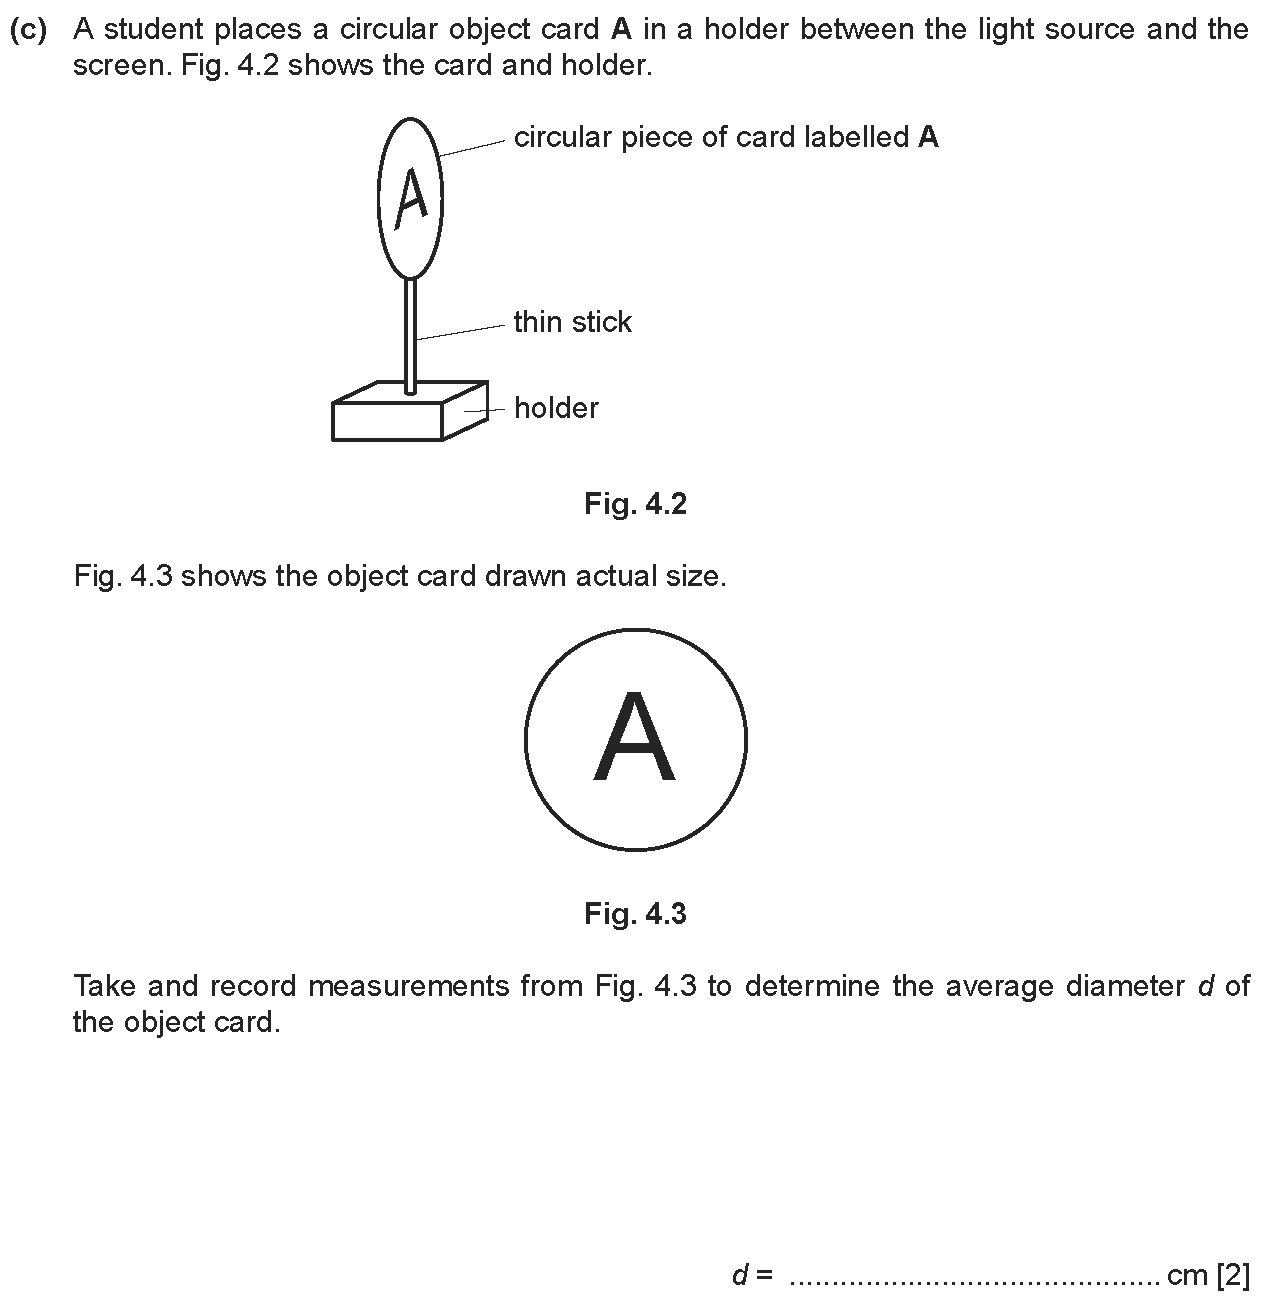 (c) A student places a circular object card A in a holder between the light source and the
screen. Fig. 4.2 shows the card and holder.
circular piece of card labelled A
A
thin stick
holder
Fig. 4.2
Fig. 4.3 shows the object card drawn actual size.
A
Fig. 4.3
Take and record measurements from Fig. 4.3 to determine the average diameter d of
the object card.
d = ............................................ cm [2]